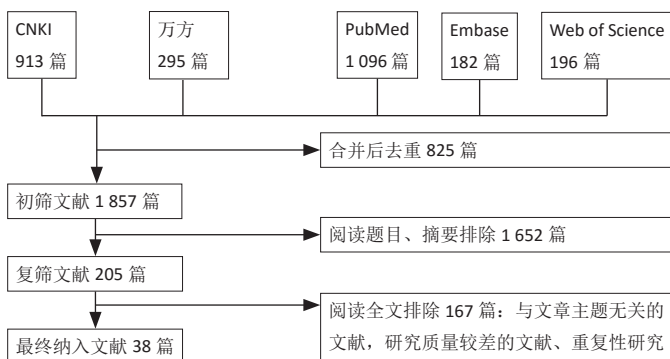 CNKI
913 篇
万方
295 篇
PubMed
1 096 篇
Embase
182 篇
Web of Science
196 篇
合并后去重 825 篇
初筛文献 1 857 篇
阅读题目、摘要排除 1 652 篇
复筛文献 205 篇
阅读全文排除 167 篇：与文章主题无关的
文献，研究质量较差的文献、重复性研究
最终纳入文献 38 篇